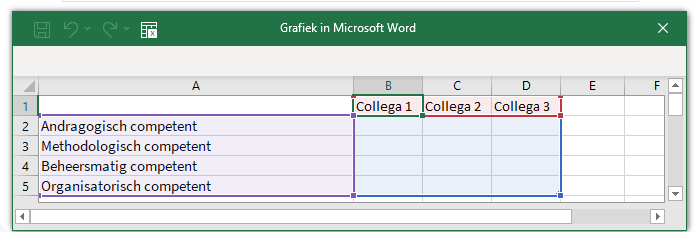 Grafiek in Microsoft Word
A B C D E F
1 Collega 1 Collega 2 Collega 3
2 Andragogisch competent
3 Methodologisch competent
4 Beheersmatig competent
5 Organisatorisch competent